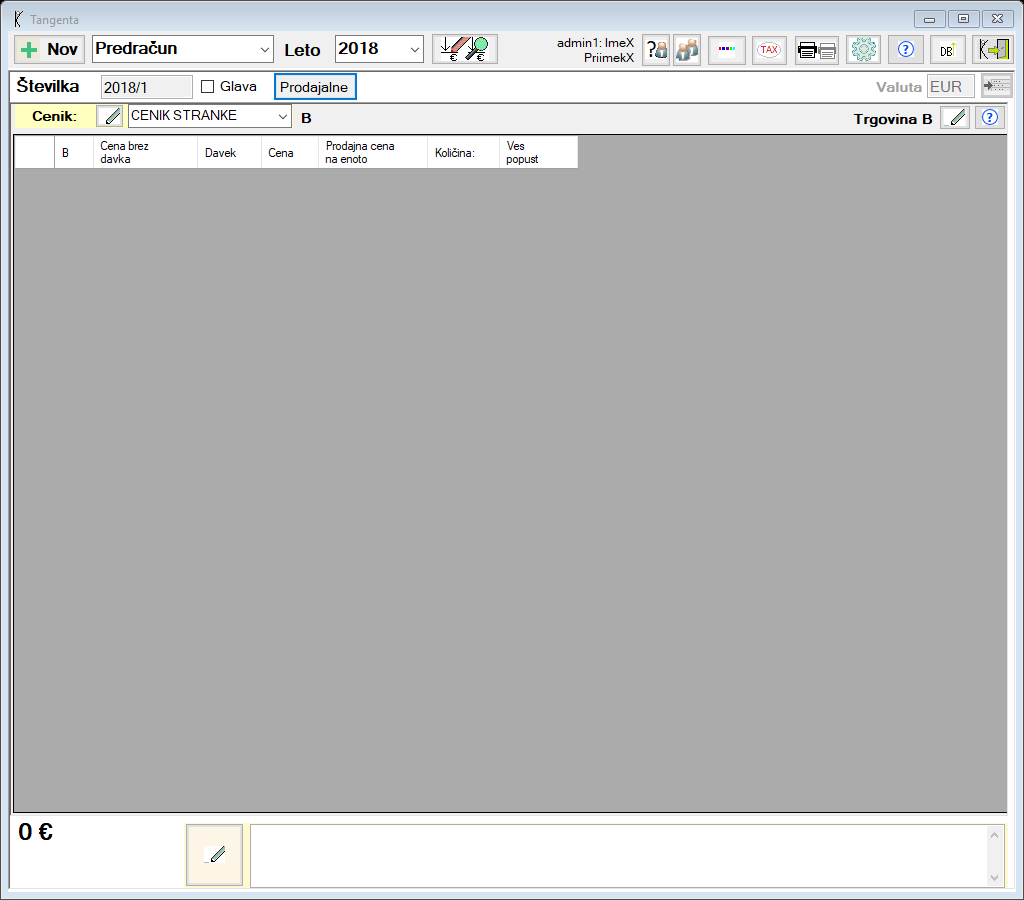 Tangenta
Nov
Predračun
Leto
2018
admin1: ImeX
PriimekX
TAX
DB
Številka
2018/1
Glava
Prodajalne
Valuta
EUR
Cenik:
CENIK STRANKE
B
Trgovina B
B
Cena brez
davka
Davek
Cena
Prodajna cena
na enoto
Količina:
Ves
popust
0 €